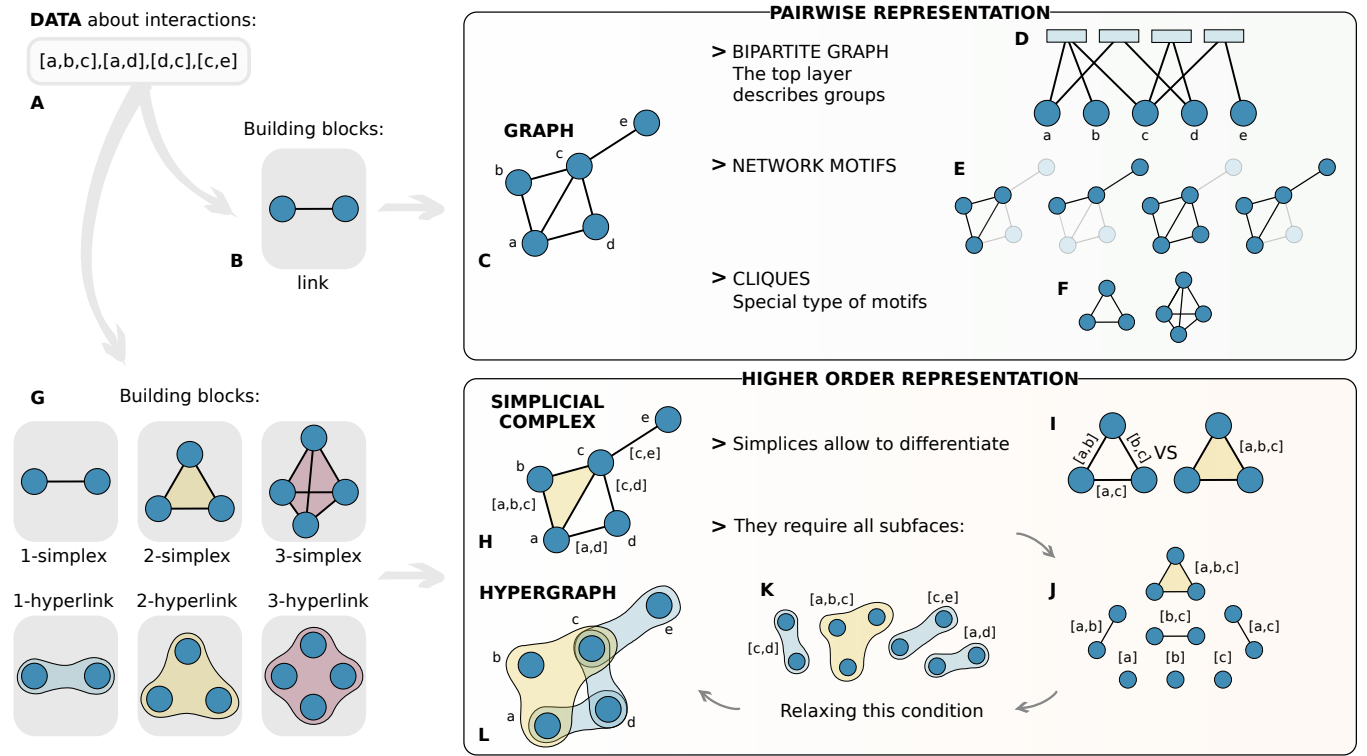 DATA about interactions:
[a,b,c],[a,d],[d,c],[c,e]
A
Building blocks:
B
link
PAIRWISE REPRESENTATION
GRAPH
e
c
b
a
d
C
> BIPARTITE GRAPH
The top layer
describes groups
D
a b c d e
> NETWORK MOTIFS
E
> CLIQUES
Special type of motifs
F
G
Building blocks:
1-simplex 2-simplex 3-simplex
1-hyperlink 2-hyperlink 3-hyperlink
HIGHER ORDER REPRESENTATION
SIMPLICIAL
COMPLEX
e
c
[c,e]
b
[c,d]
[a,b,c]
a
[a,d]
d
H
> Simplices allow to differentiate
I
[a,b]
[b,c]
[a,c]
VS
[a,b,c]
> They require all subfaces:
J
[a,b,c]
[a,b]
[b,c]
[a,c]
[a] [b] [c]
HYPERGRAPH
c
e
b
a
d
L
K
[a,b,c]
[c,e]
[c,d]
[a,d]
Relaxing this condition